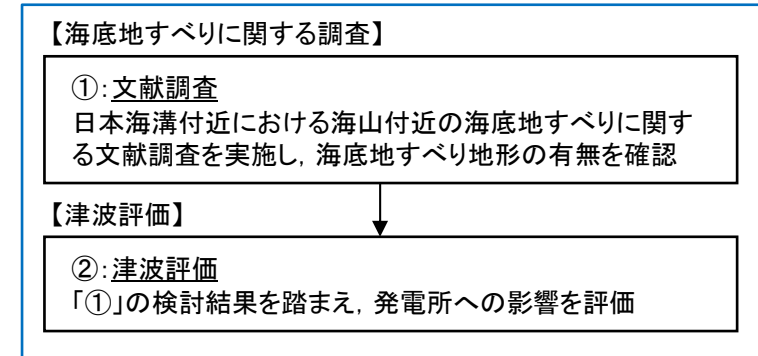 【海底地すべりに関する調査】
①:文献調査
日本海溝付近における海山付近の海底地すべりに関す
る文献調査を実施し，海底地すべり地形の有無を確認
【津波評価】
②:津波評価
「①」の検討結果を踏まえ，発電所への影響を評価